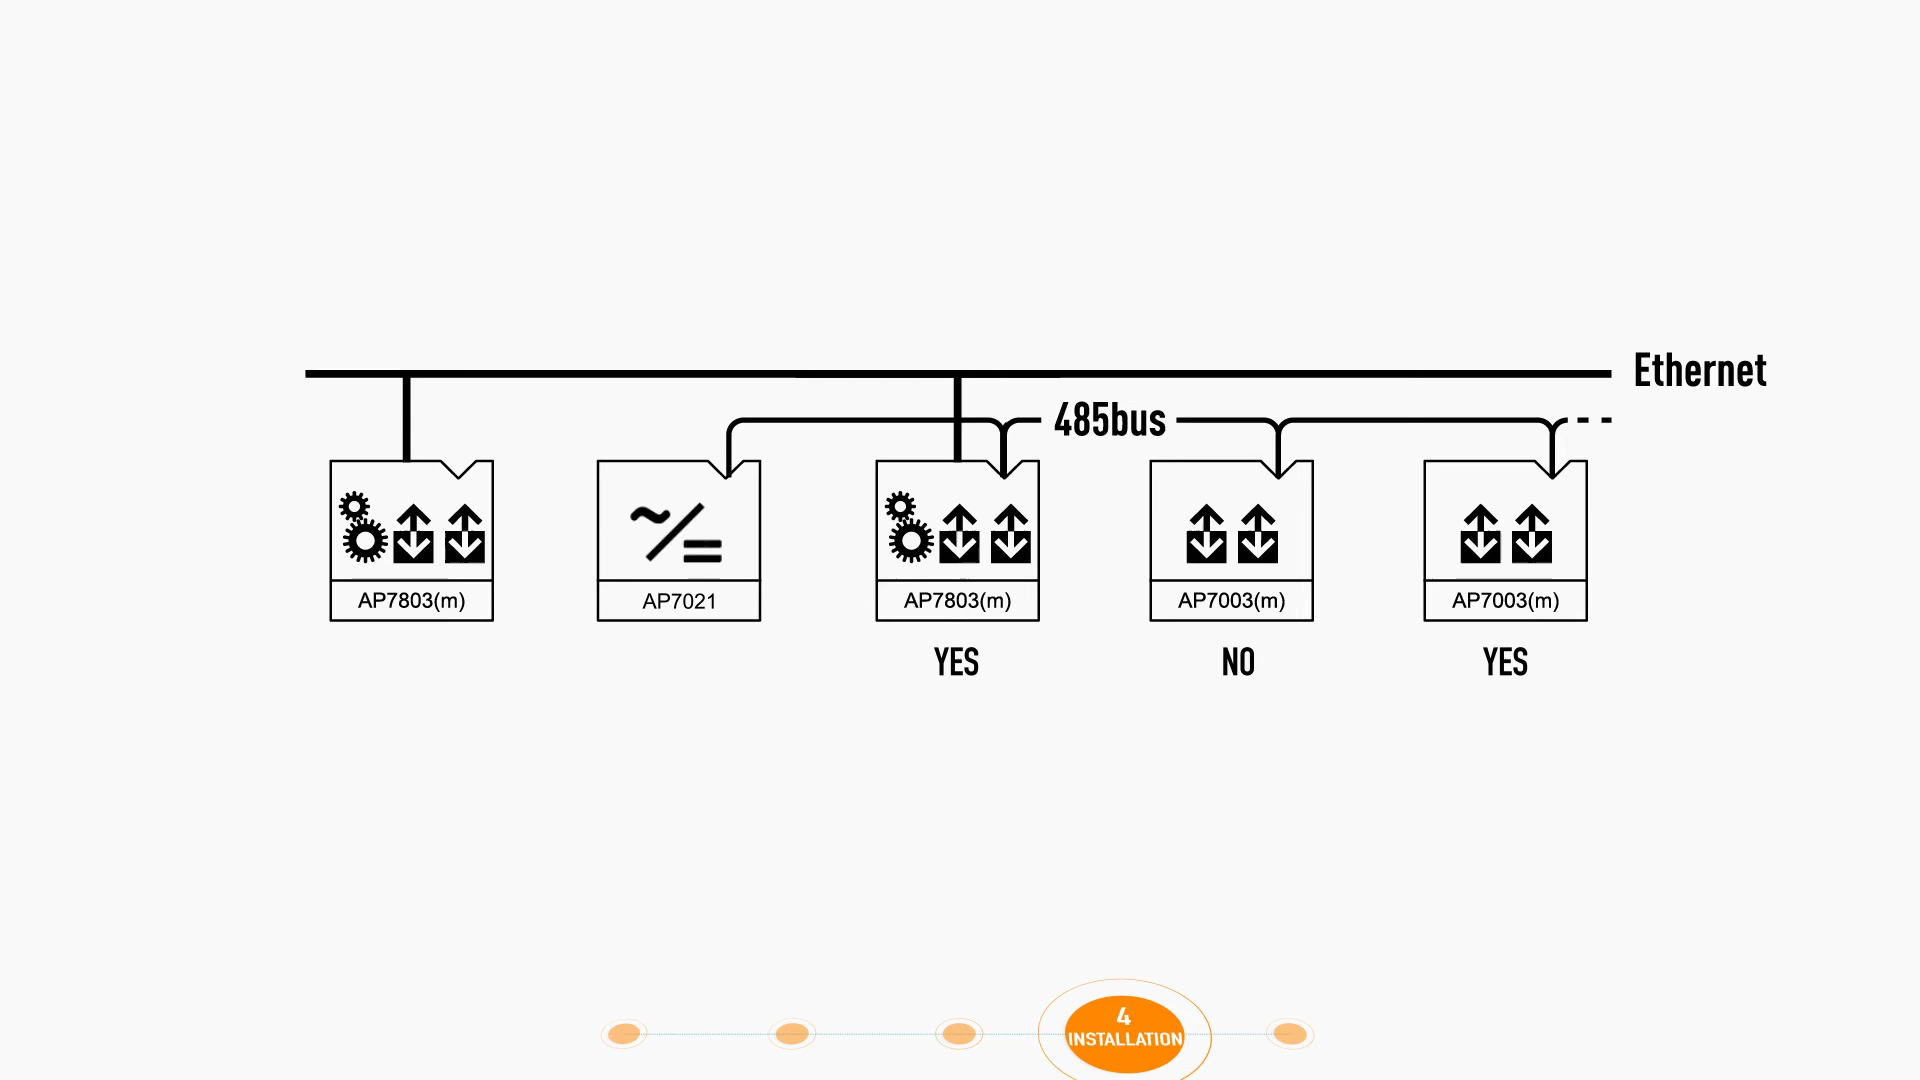 Ethernet
485bus
AP7803(m)
AP7021
AP7803(m)
AP7003(m)
AP7003(m)
YES
NO
YES
4
INSTALLATION